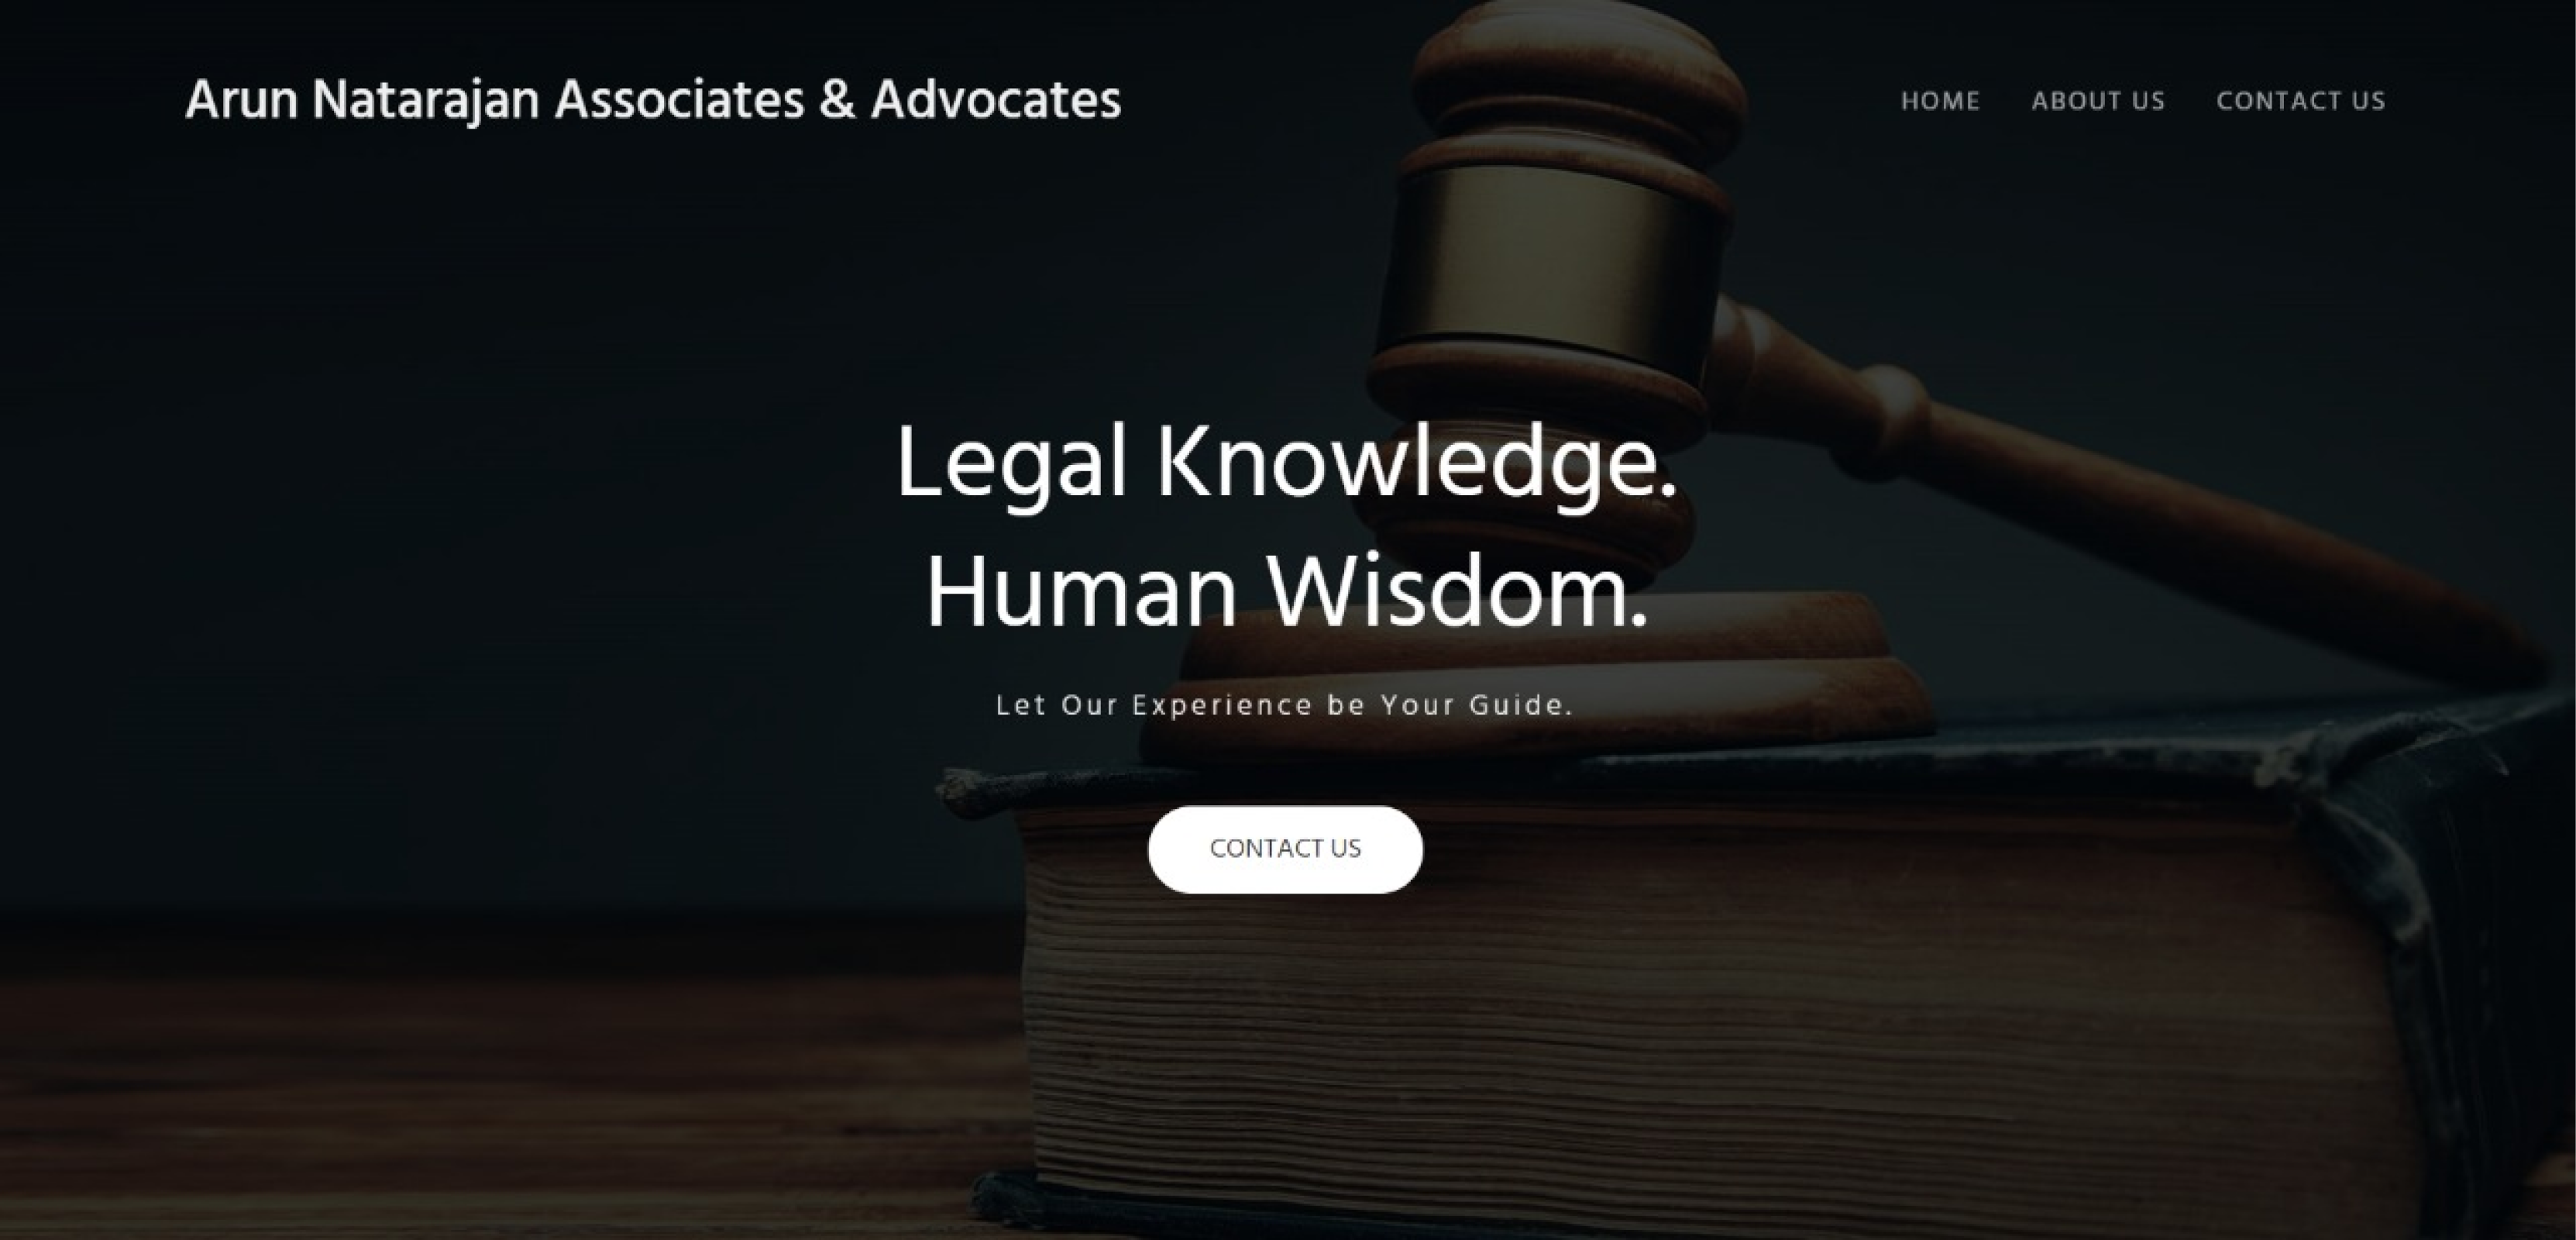 Arun Natarajan Associates & Advocates
HOME ABOUT US CONTACT US
Legal Knowledge.
Human Wisdom.
Let Our Experience be Your Guide.
CONTACT US